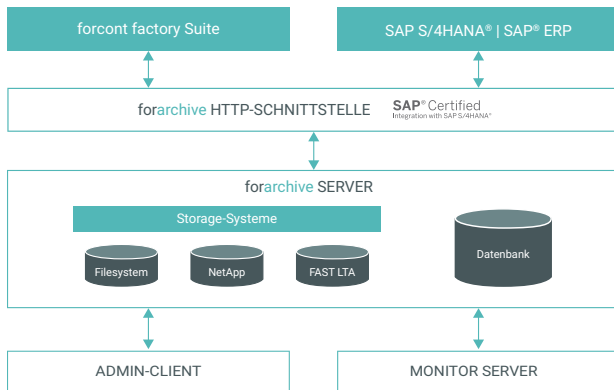 forcont factory Suite
SAP S/4HANA® | SAP® ERP
forarchive HTTP-SCHNITTSTELLE
SAP® Certified
Integration with SAP S/4HANA®
forarchive SERVER
Storage-Systeme
Filesystem
NetApp
FAST LTA
Datenbank
ADMIN-CLIENT
MONITOR SERVER